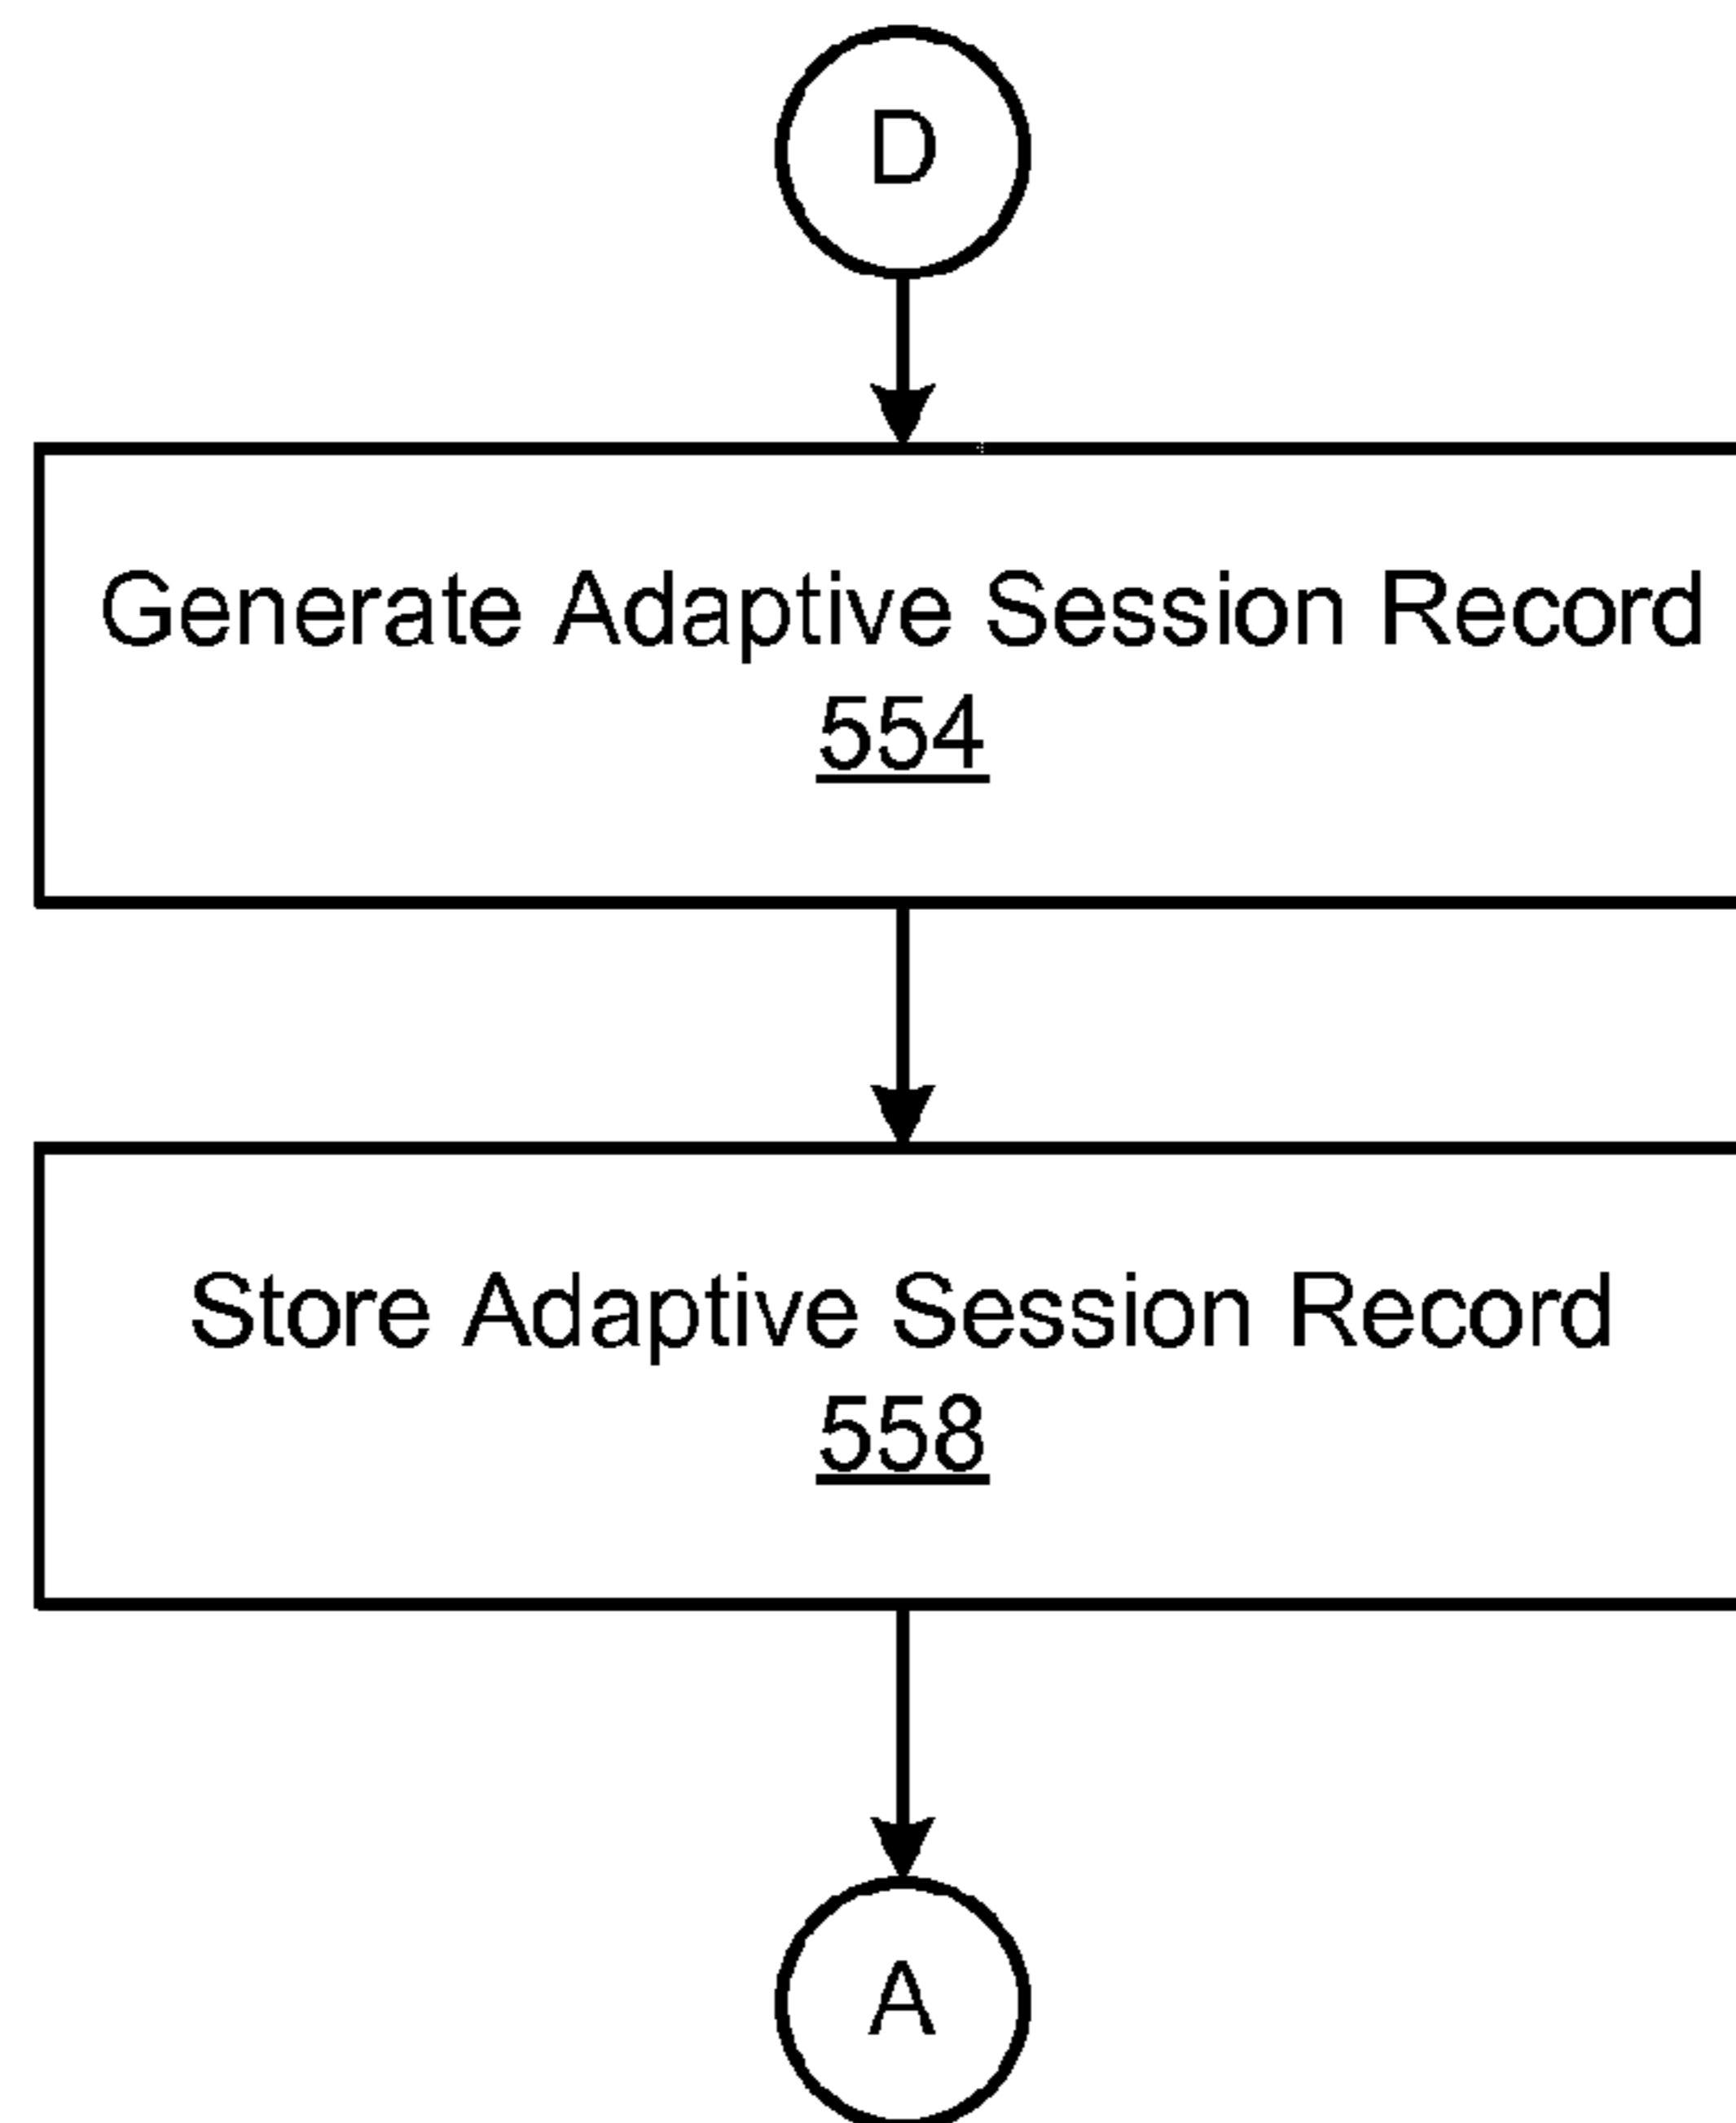 D
Generate Adaptive Session Record
554
Store Adaptive Session Record
558
A